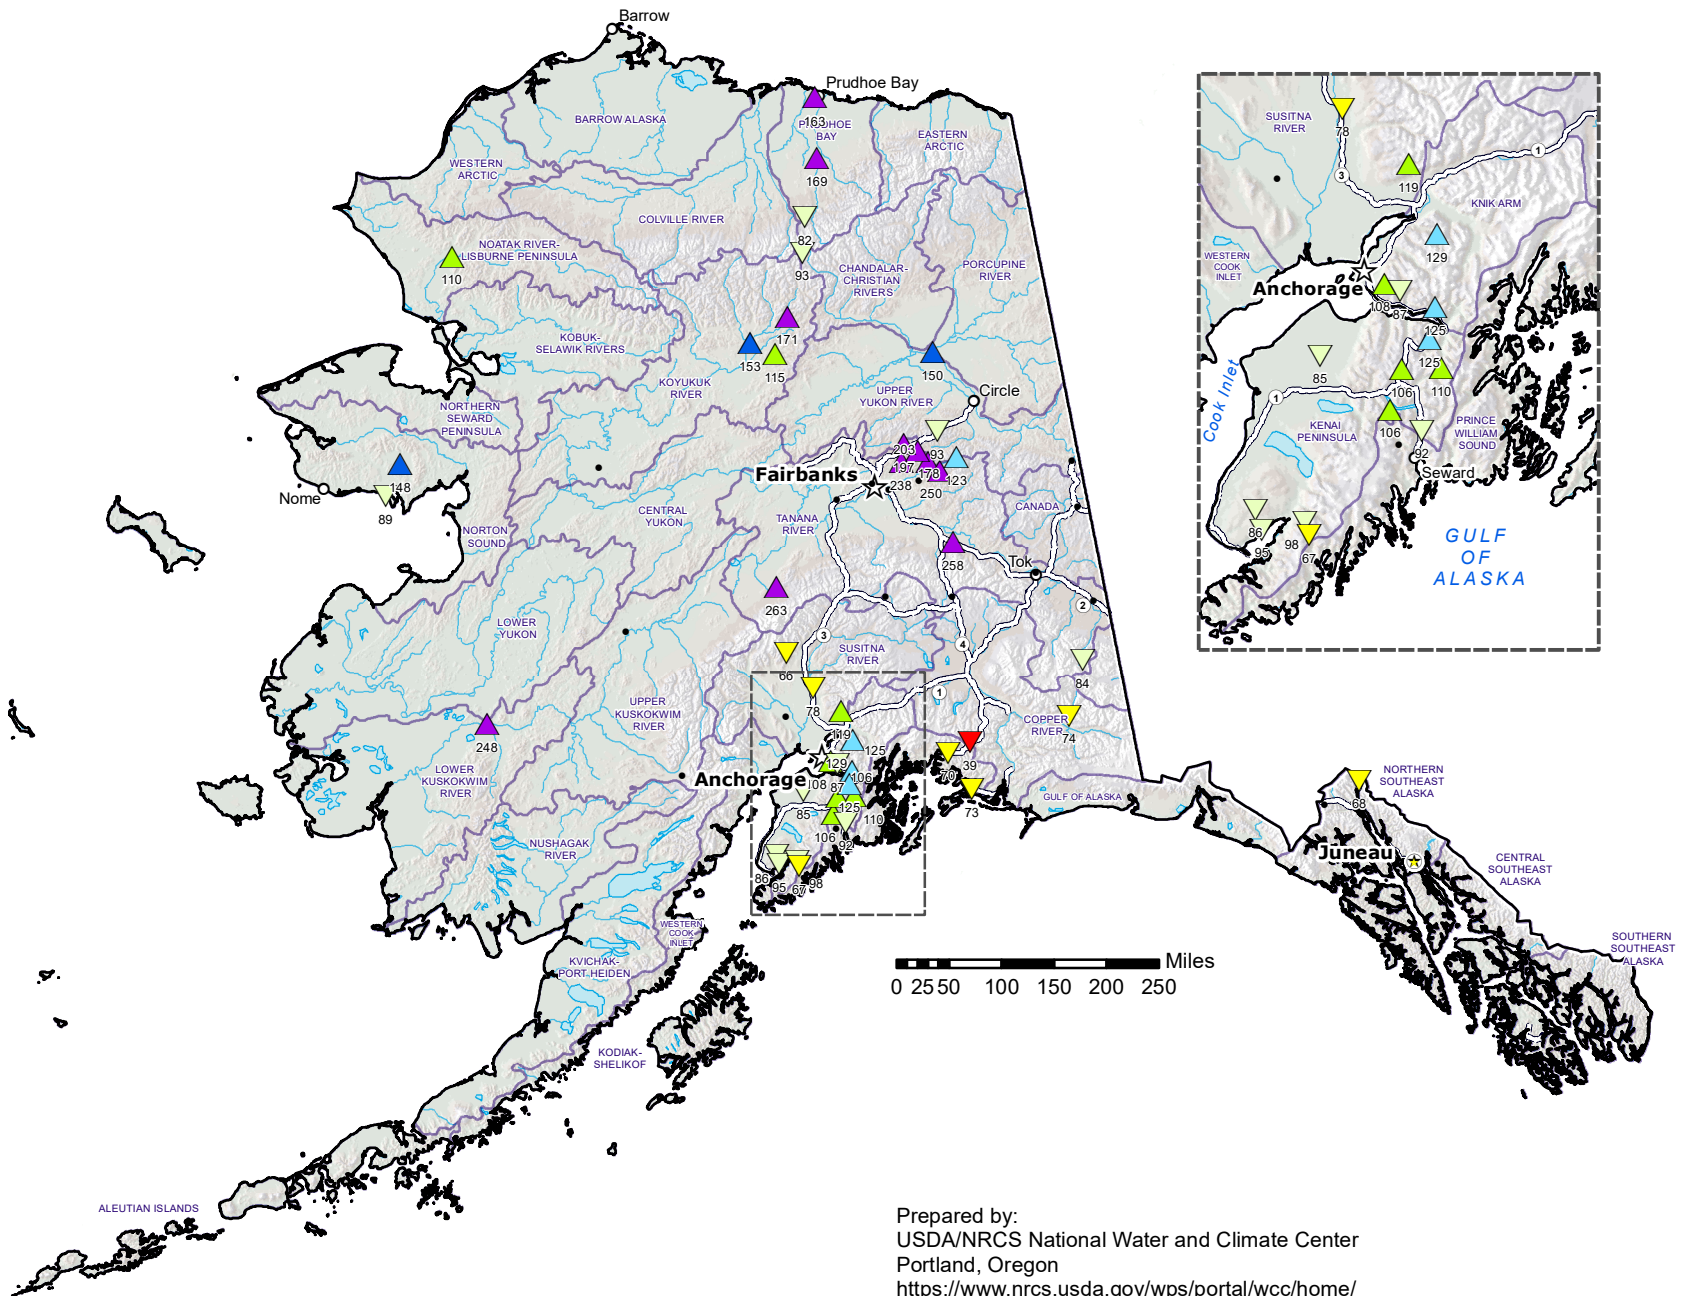 Barrow
Prudhoe Bay
BARROW ALASKA
163
PRUDHOE
BAY
EASTERN
ARCTIC
WESTERN
ARCTIC
169
COLVILLE RIVER
82
93
NOATAK RIVER-
LISBURNE PENINSULA
110
CHANDALAR-
CHRISTIAN
RIVERS
PORCUPINE
RIVER
171
153
115
150
KOBUK-
SELAWIK RIVERS
KOYUKUK
RIVER
UPPER
YUKON RIVER
Circle
NORTHERN
SEWARD
PENINSULA
203
93
197
178
123
238
250
Fairbanks
148
Nome
89
NORTON
SOUND
CENTRAL
YUKON
TANANA
RIVER
CANADA
258
Tok
2
263
LOWER
YUKON
3
4
SUSITNA
RIVER
66
84
78
1
UPPER
KUSKOKWIM
RIVER
248
COPPER
RIVER
74
119
125
129
70
39
Anchorage
108
87
106
LOWER
KUSKOKWIM
RIVER
85
125
110
73
GULF OF ALASKA
106
92
NUSHAGAK
RIVER
86
95
67
98
WESTERN
COOK
INLET
KVICHAK-
PORT HEIDEN
KODIAK-
SHELIKOF
ALEUTIAN ISLANDS
68
NORTHERN
SOUTHEAST
ALASKA
Juneau
CENTRAL
SOUTHEAST
ALASKA
SOUTHERN
SOUTHEAST
ALASKA
Miles
0 25 50 100 150 200 250
SUSITNA
RIVER
78
3
1
119
KNIK ARM
129
WESTERN
COOK
INLET
Anchorage
108
87
125
125
85
Cook Inlet
1
106
110
KENAI
PENINSULA
106
PRINCE
WILLIAM
SOUND
92
Seward
86
95
98
67
GULF
OF
ALASKA
Prepared by:
USDA/NRCS National Water and Climate Center
Portland, Oregon
https://www.nrcs.usda.gov/wps/portal/wcc/home/